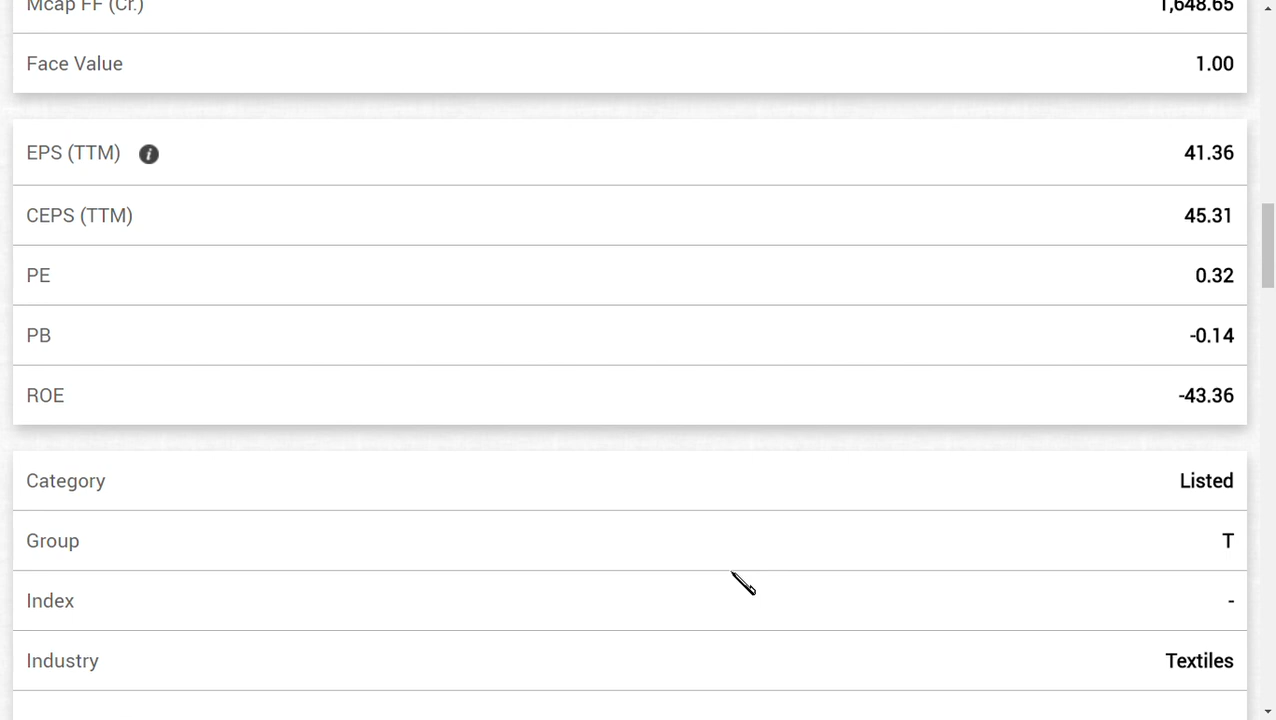 Mcap FF (Cr.) 1,648.65
Face Value 1.00
EPS (TTM) i 41.36
CEPS (TTM) 45.31
PE 0.32
PB -0.14
ROE -43.36
Category Listed
Group T
Index -
Industry Textiles